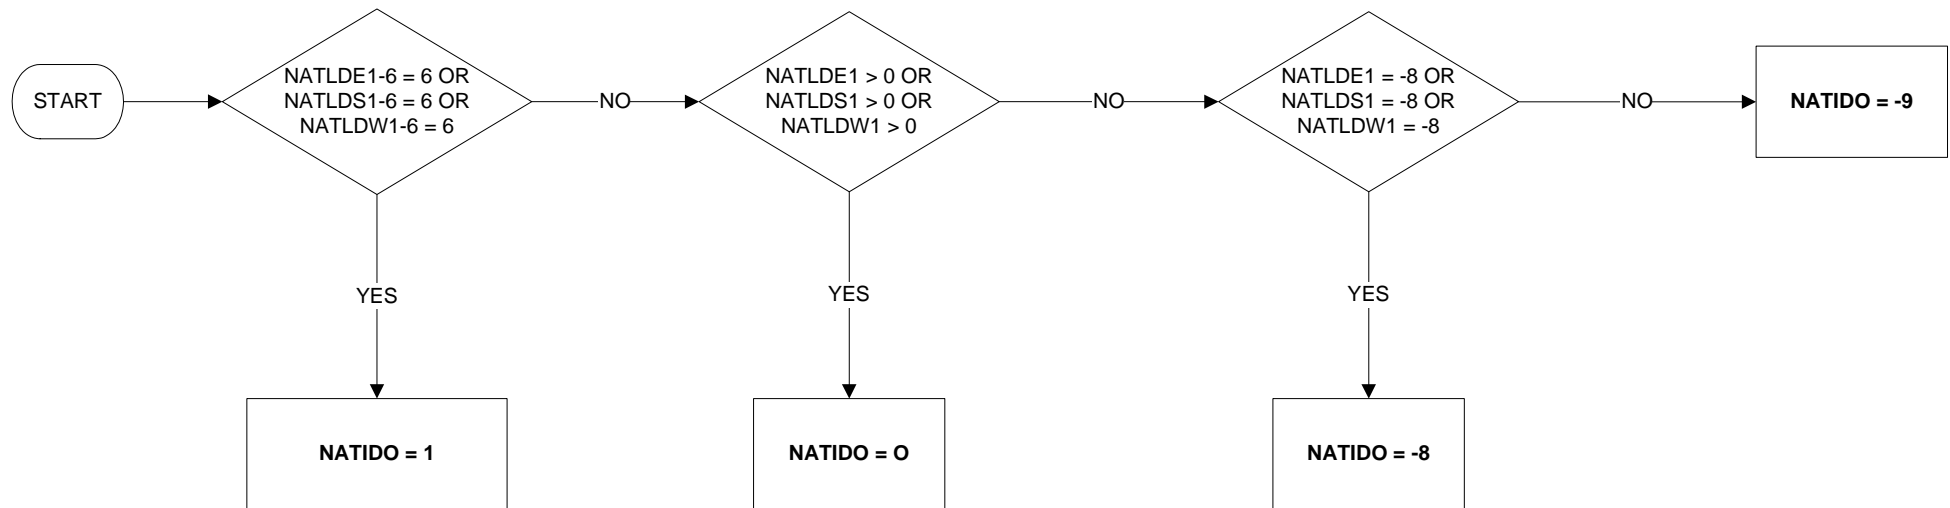 START
NATLDE1-6 = 6 OR
NATLDS1-6 = 6 OR
NATLDW1-6 = 6
NO
NATLDE1 > 0 OR
NATLDS1 > 0 OR
NATLDW1 > 0
NO
NATLDE1 = -8 OR
NATLDS1 = -8 OR
NATLDW1 = -8
NO
NATIDO = -9
YES
YES
YES
NATIDO = 1
NATIDO = O
NATIDO = -8